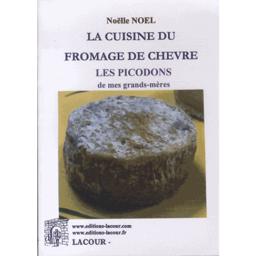 Noëlle NOEL
LA CUISINE DU
FROMAGE DE CHEVRE
LES PICODONS
de mes grands-mères
www.editions-lacour.com
www.editions-lacour.fr
LACOUR -